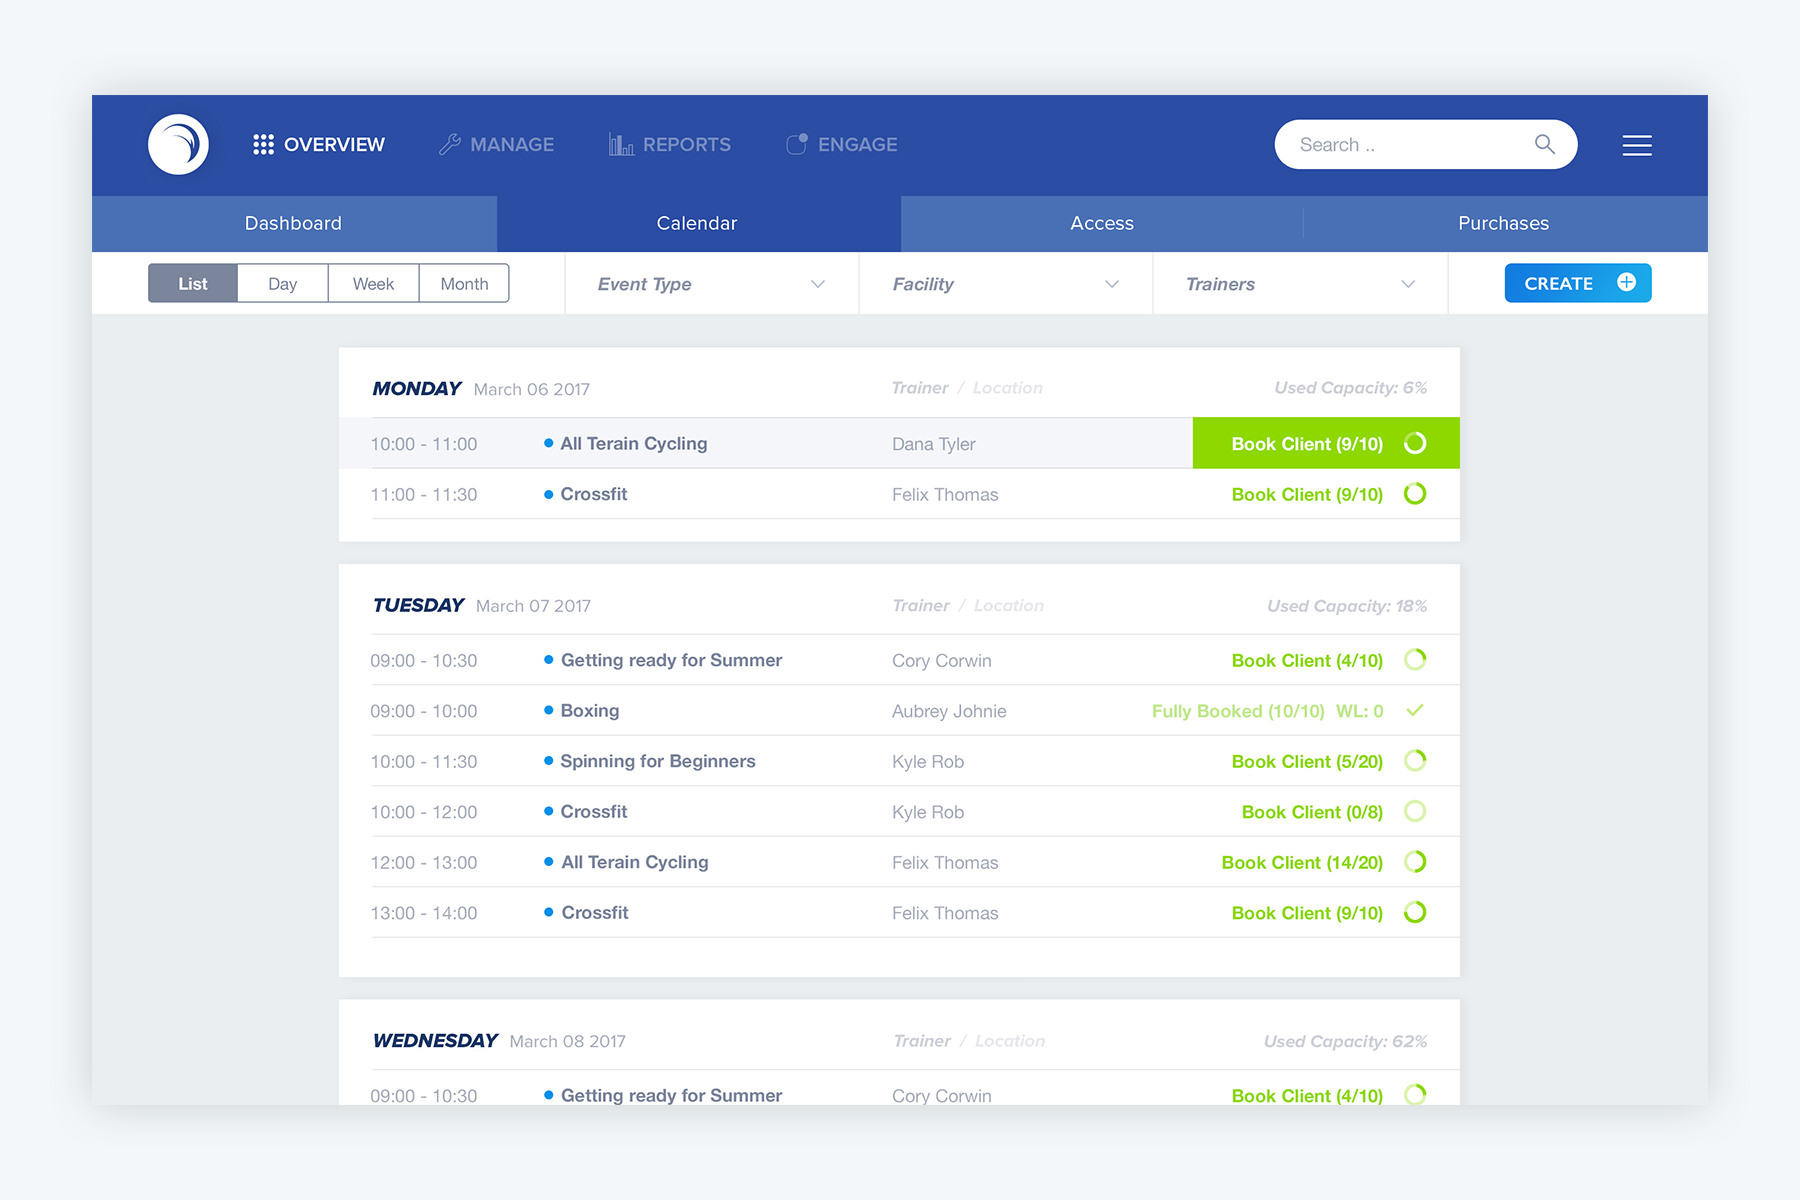 OVERVIEW MANAGE REPORTS ENGAGE Search ..
Dashboard Calendar Access Purchases
List Day Week Month Event Type Facility Trainers CREATE
MONDAY March 06 2017 Trainer / Location Used Capacity: 6%
10:00 - 11:00 All Terain Cycling Dana Tyler Book Client (9/10)
11:00 - 11:30 Crossfit Felix Thomas Book Client (9/10)
TUESDAY March 07 2017 Trainer / Location Used Capacity: 18%
09:00 - 10:30 Getting ready for Summer Cory Corwin Book Client (4/10)
09:00 - 10:00 Boxing Aubrey Johnie Fully Booked (10/10) WL: 0
10:00 - 11:30 Spinning for Beginners Kyle Rob Book Client (5/20)
10:00 - 12:00 Crossfit Kyle Rob Book Client (0/8)
12:00 - 13:00 All Terain Cycling Felix Thomas Book Client (14/20)
13:00 - 14:00 Crossfit Felix Thomas Book Client (9/10)
WEDNESDAY March 08 2017 Trainer / Location Used Capacity: 62%
09:00 - 10:30 Getting ready for Summer Cory Corwin Book Client (4/10)